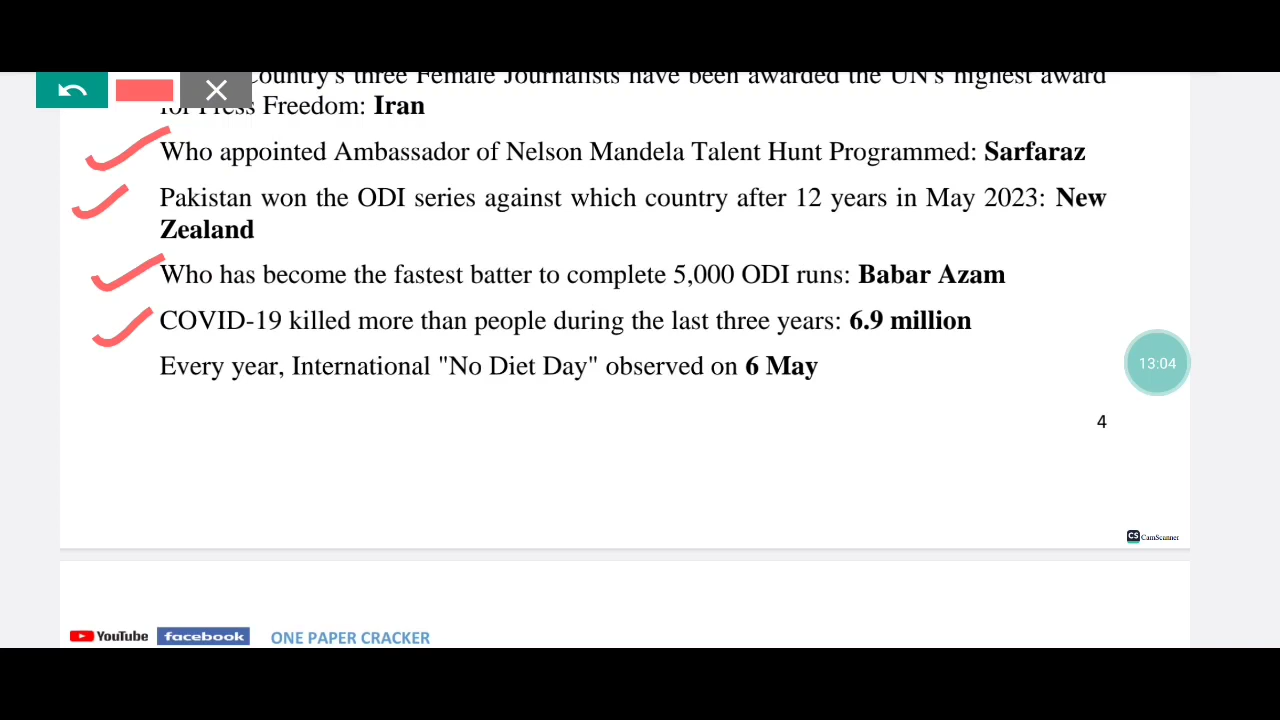 Country's three Female Journalists have been awarded the UN's highest award
for Press Freedom: Iran
Who appointed Ambassador of Nelson Mandela Talent Hunt Programmed: Sarfaraz
Pakistan won the ODI series against which country after 12 years in May 2023: New
Zealand
Who has become the fastest batter to complete 5,000 ODI runs: Babar Azam
COVID-19 killed more than people during the last three years: 6.9 million
13:04
Every year, International "No Diet Day" observed on 6 May
4
CS CamScanner
YouTube facebook ONE PAPER CRACKER